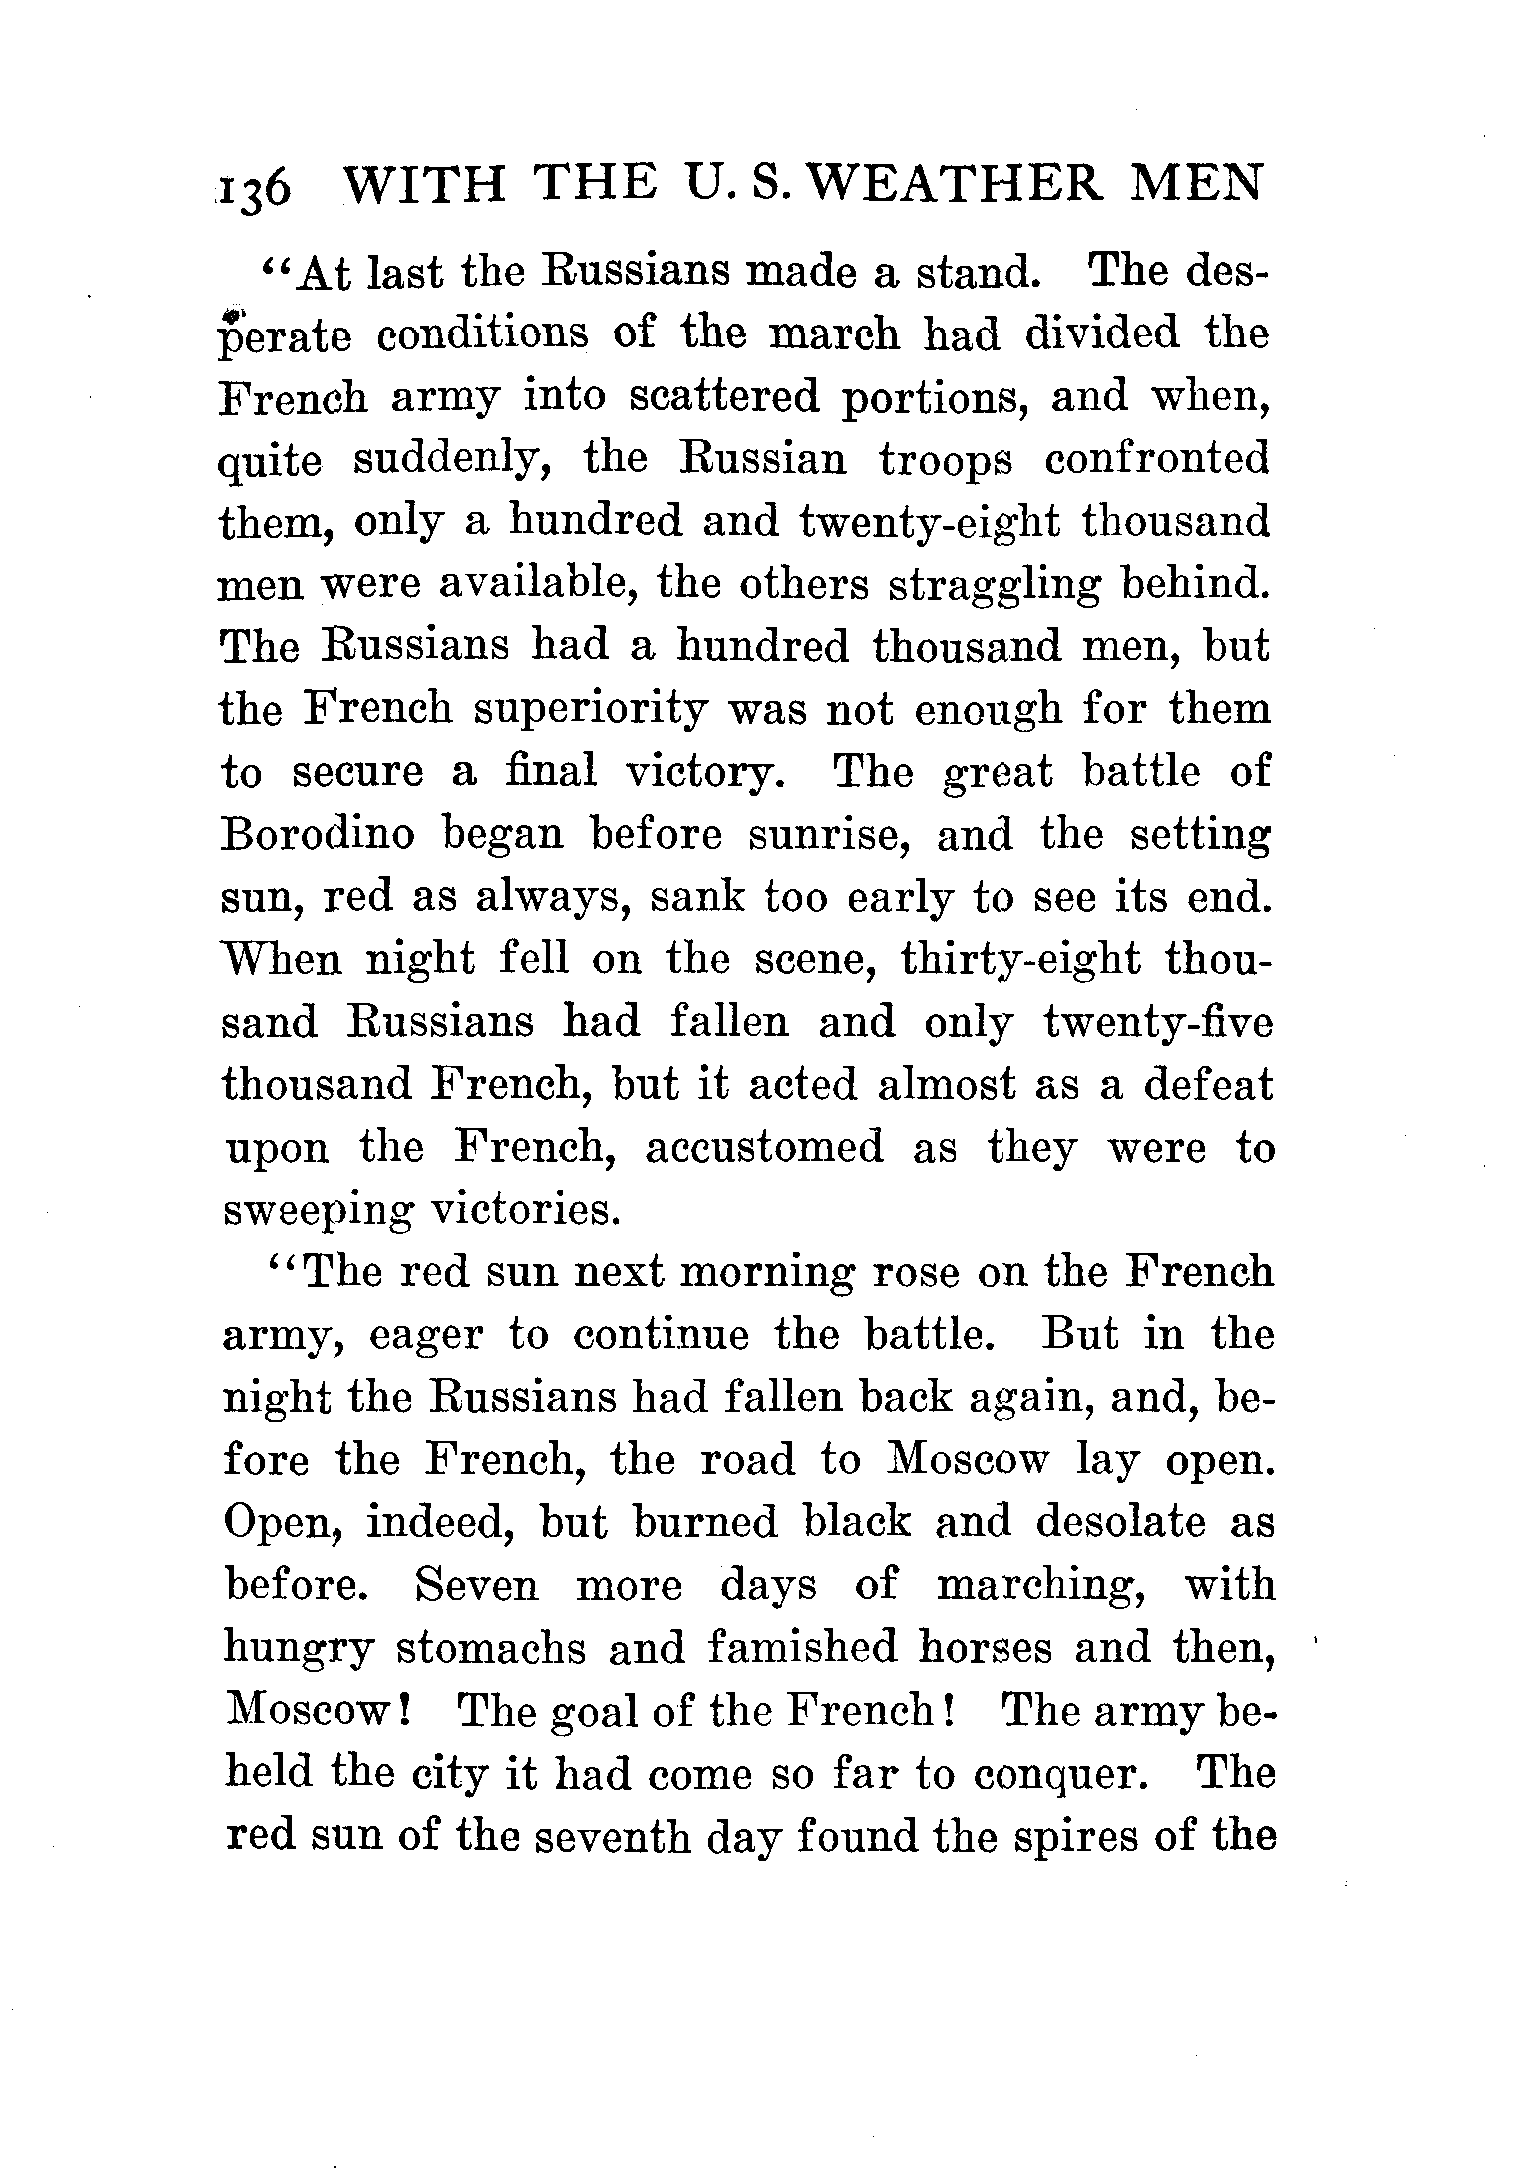 136 WITH THE U. S. WEATHER MEN
“At last the Russians made a stand. The des-
perate conditions of the march had divided the
French army into scattered portions, and when,
quite suddenly, the Russian troops confronted
them, only a hundred and twenty-eight thousand
men were available, the others straggling behind.
The Russians had a hundred thousand men, but
the French superiority was not enough for them
to secure a final victory. The great battle of
Borodino began before sunrise, and the setting
sun, red as always, sank too early to see its end.
When night fell on the scene, thirty-eight thou-
sand Russians had fallen and only twenty-five
thousand French, but it acted almost as a defeat
upon the French, accustomed as they were to
sweeping victories.
“The red sun next morning rose on the French
army, eager to continue the battle. But in the
night the Russians had fallen back again, and, be-
fore the French, the road to Moscow lay open.
Open, indeed, but burned black and desolate as
before. Seven more days of marching, with
hungry stomachs and famished horses and then,
Moscow! The goal of the French! The army be-
held the city it had come so far to conquer. The
red sun of the seventh day found the spires of the